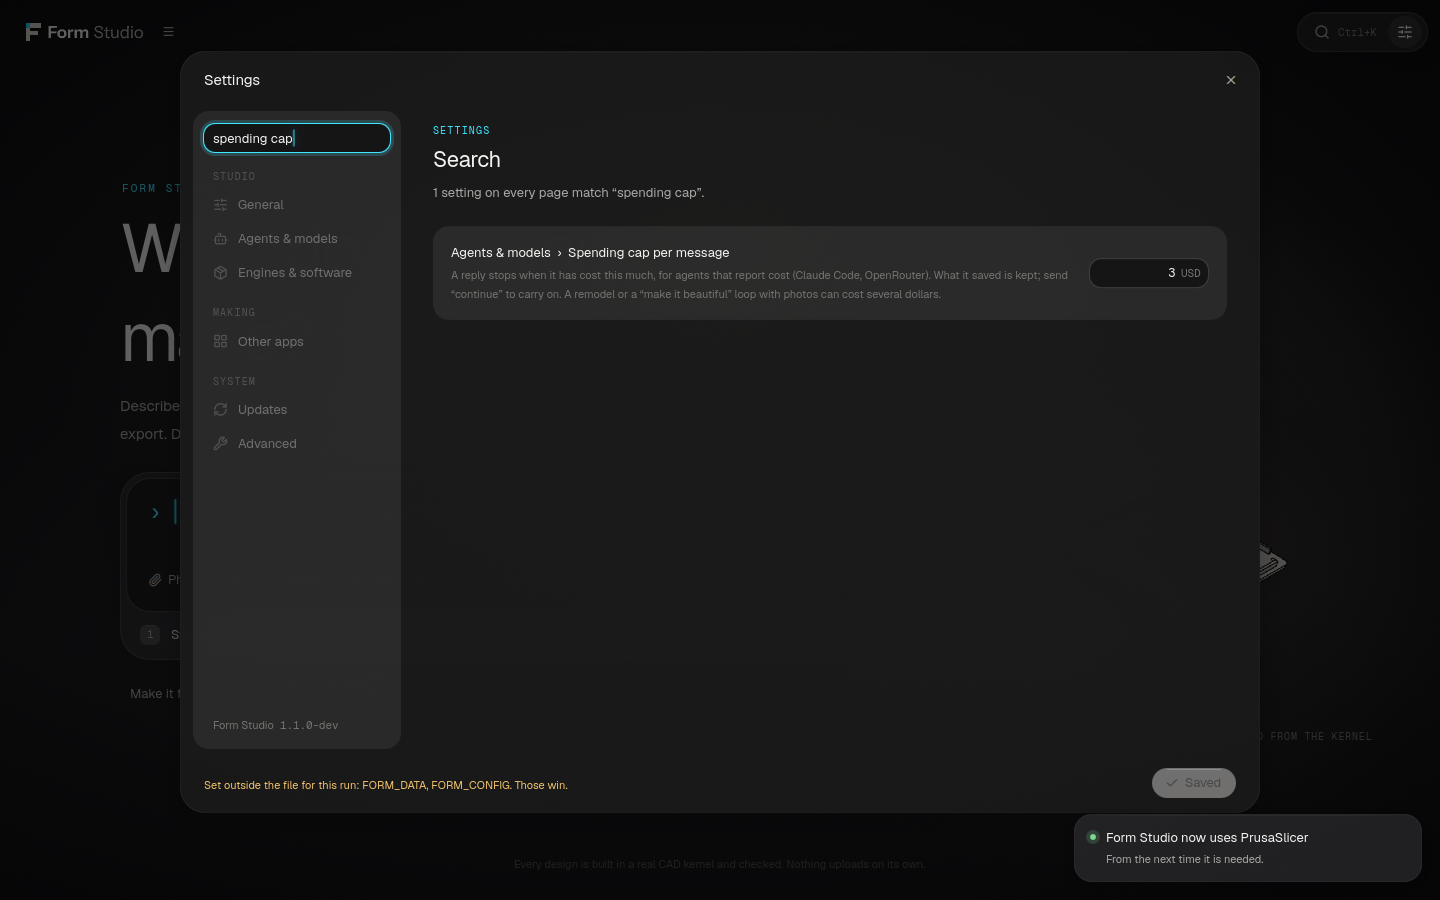 Form Studio
Ctrl+K
Settings
spending cap
STUDIO
General
Agents & models
Engines & software
MAKING
Other apps
SYSTEM
Updates
Advanced
Form Studio 1.1.0-dev
SETTINGS
Search
1 setting on every page match “spending cap”.
Agents & models › Spending cap per message
A reply stops when it has cost this much, for agents that report cost (Claude Code, OpenRouter). What it saved is kept; send
“continue” to carry on. A remodel or a “make it beautiful” loop with photos can cost several dollars.
3 USD
Set outside the file for this run: FORM_DATA, FORM_CONFIG. Those win.
Saved
FORM ST
W
m
Describe
export. D
Ph
1 S
Make it f
FROM THE KERNEL
Every design is built in a real CAD kernel and checked. Nothing uploads on its own.
Form Studio now uses PrusaSlicer
From the next time it is needed.